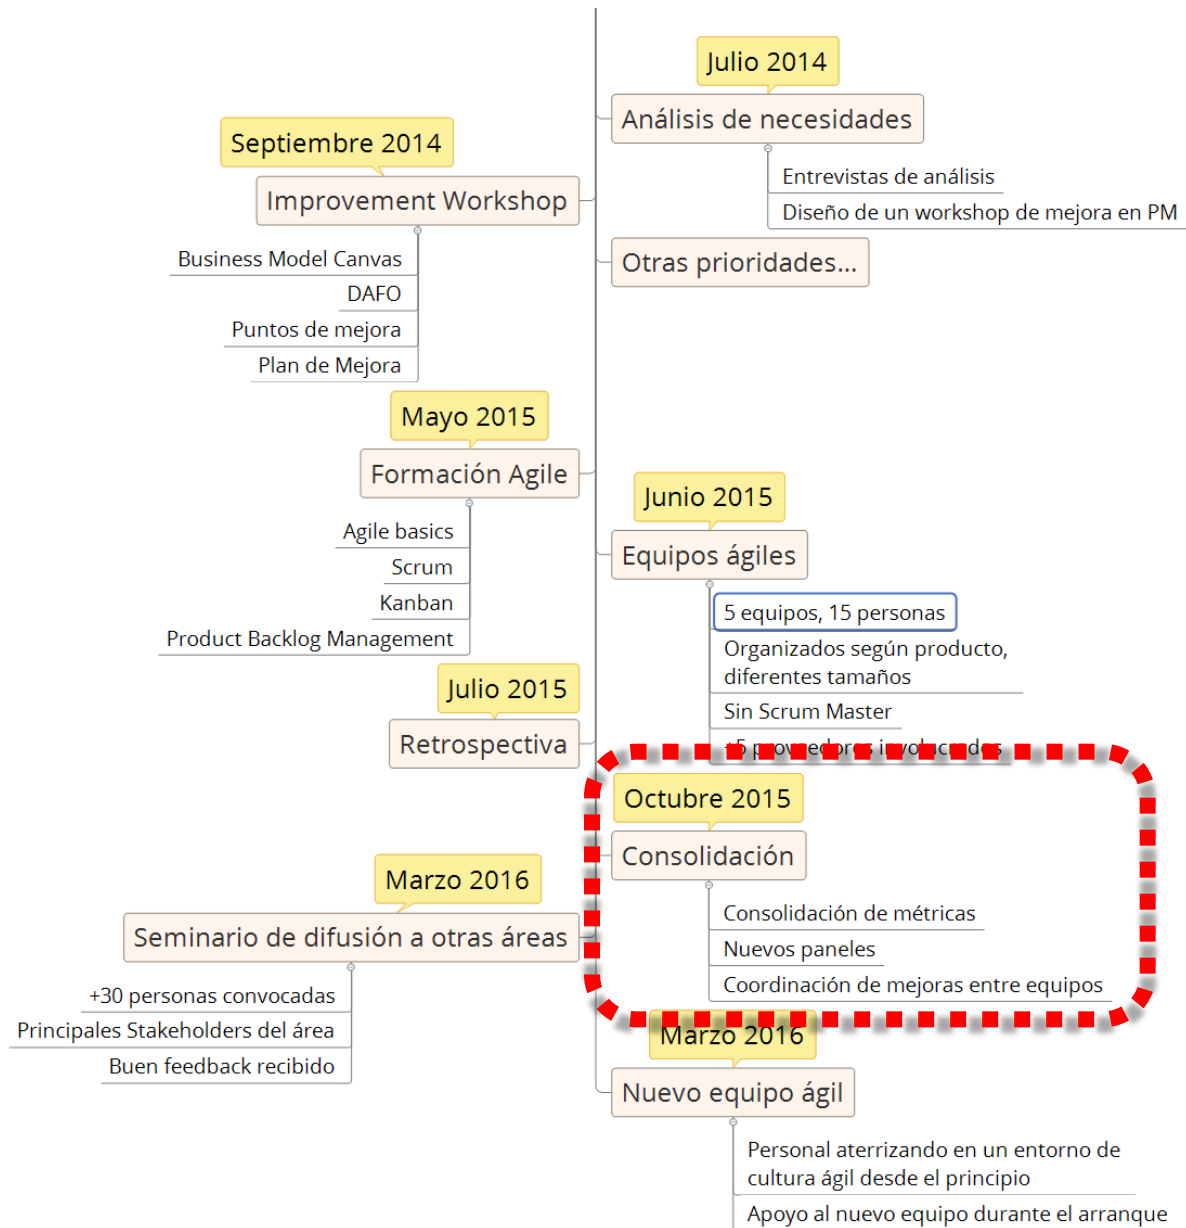 Julio 2014
Análisis de necesidades
Entrevistas de análisis
Diseño de un workshop de mejora en PM
Septiembre 2014
Improvement Workshop
Business Model Canvas
DAFO
Puntos de mejora
Plan de Mejora
Otras prioridades...
Mayo 2015
Formación Agile
Agile basics
Scrum
Kanban
Product Backlog Management
Junio 2015
Equipos ágiles
5 equipos, 15 personas
Organizados según producto,
diferentes tamaños
Sin Scrum Master
+5 proveedores involucrados
Julio 2015
Retrospectiva
Octubre 2015
Consolidación
Consolidación de métricas
Nuevos paneles
Coordinación de mejoras entre equipos
Marzo 2016
Seminario de difusión a otras áreas
+30 personas convocadas
Principales Stakeholders del área
Buen feedback recibido
Marzo 2016
Nuevo equipo ágil
Personal aterrizando en un entorno de
cultura ágil desde el principio
Apoyo al nuevo equipo durante el arranque